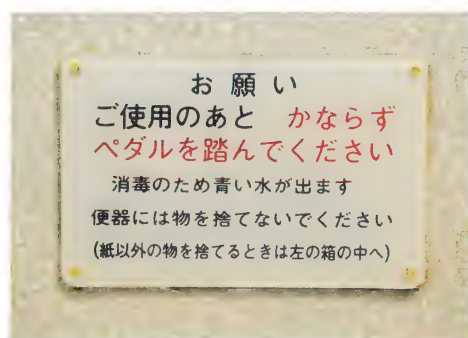 お願い
ご使用のあと　かならず
ペダルを踏んでください
消毒のため青い水が出ます
便器には物を捨てないでください
(紙以外の物を捨てるときは左の箱の中へ)